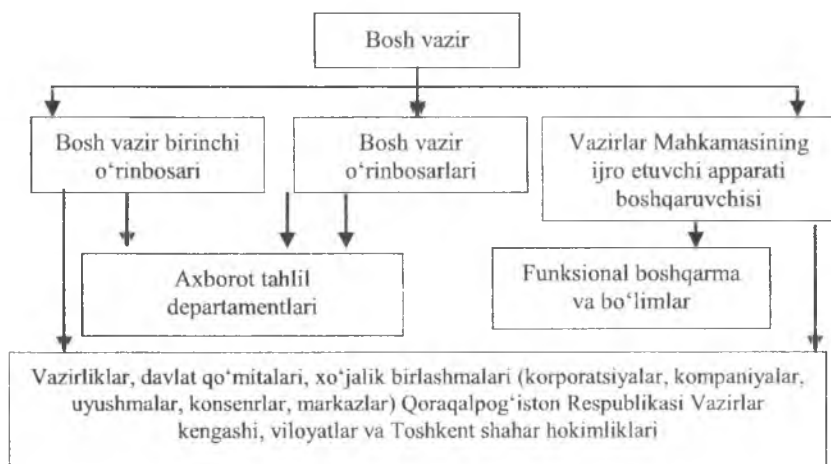 Bosh vazir
Bosh vazir birinchi
o‘rinbosari
Bosh vazir
o‘rinbosarlari
Vazirlar Mahkamasining
ijro etuvchi apparati
boshqaruvchisi
Axborot tahlil
departamentlari
Funksional boshqarma
va bo‘limlar
Vazirliklar, davlat qo‘mitalari, xo‘jalik birlashmalari (korporatsiyalar, kompaniyalar,
uyushmalar, konsenrlar, markazlar) Qoraqalpog‘iston Respublikasi Vazirlar
kengashi, viloyatlar va Toshkent shahar hokimliklari